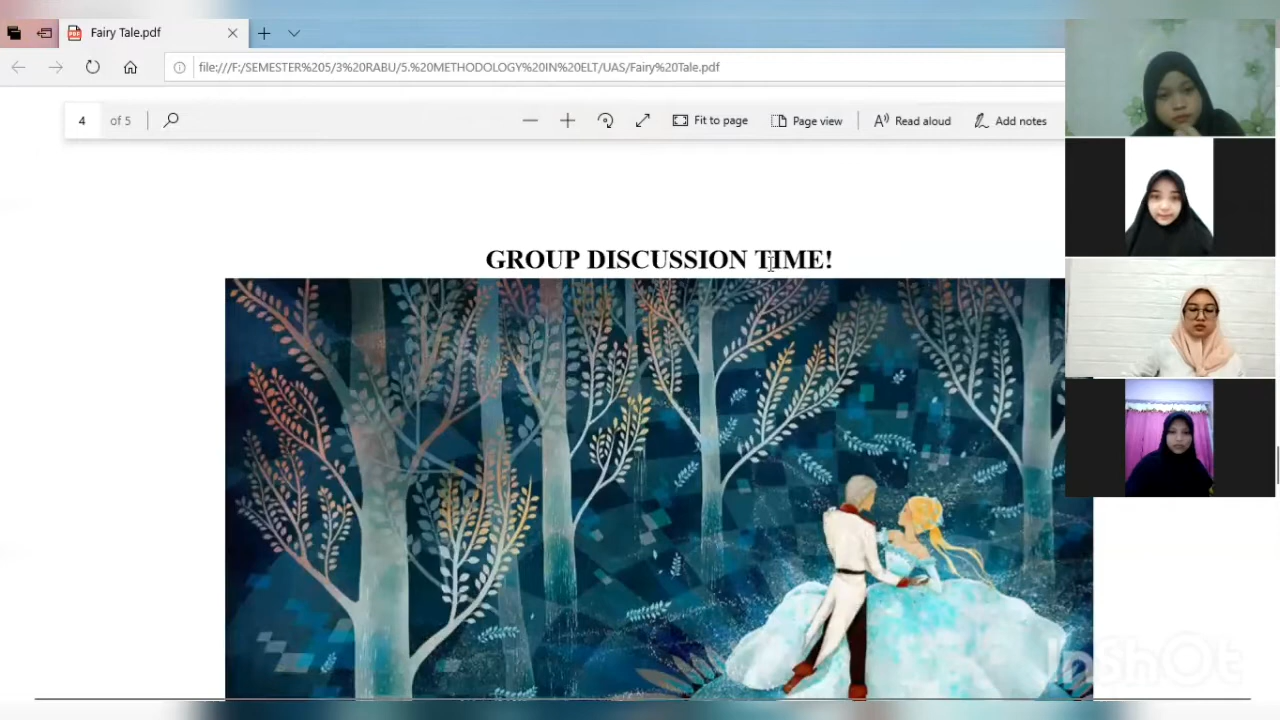 Fairy Tale.pdf
file:///F:/SEMESTER%205/3%20RABU/5.%20METHODOLOGY%20IN%20ELT/UAS/Fairy%20Tale.pdf
4 of 5 Fit to page Page view Read aloud Add notes
GROUP DISCUSSION TIME!
InShOt